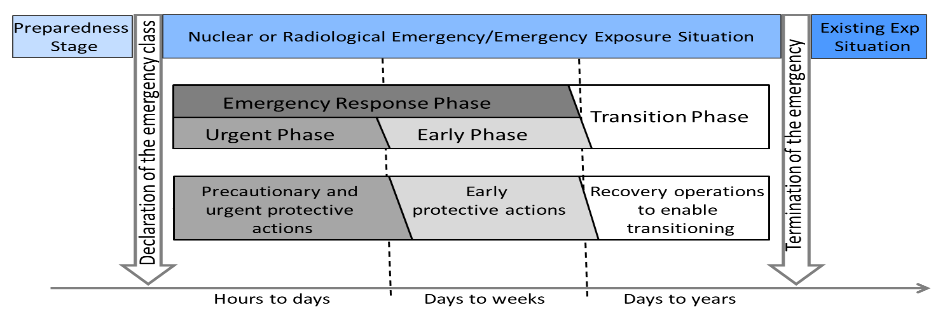 Preparedness
Stage
Declaration of the emergency class
Nuclear or Radiological Emergency/Emergency Exposure Situation
Termination of the emergency
Existing Exp
Situation
Emergency Response Phase
Urgent Phase
Early Phase
Transition Phase
Precautionary and
urgent protective
actions
Early
protective actions
Recovery operations
to enable
transitioning
Hours to days
Days to weeks
Days to years